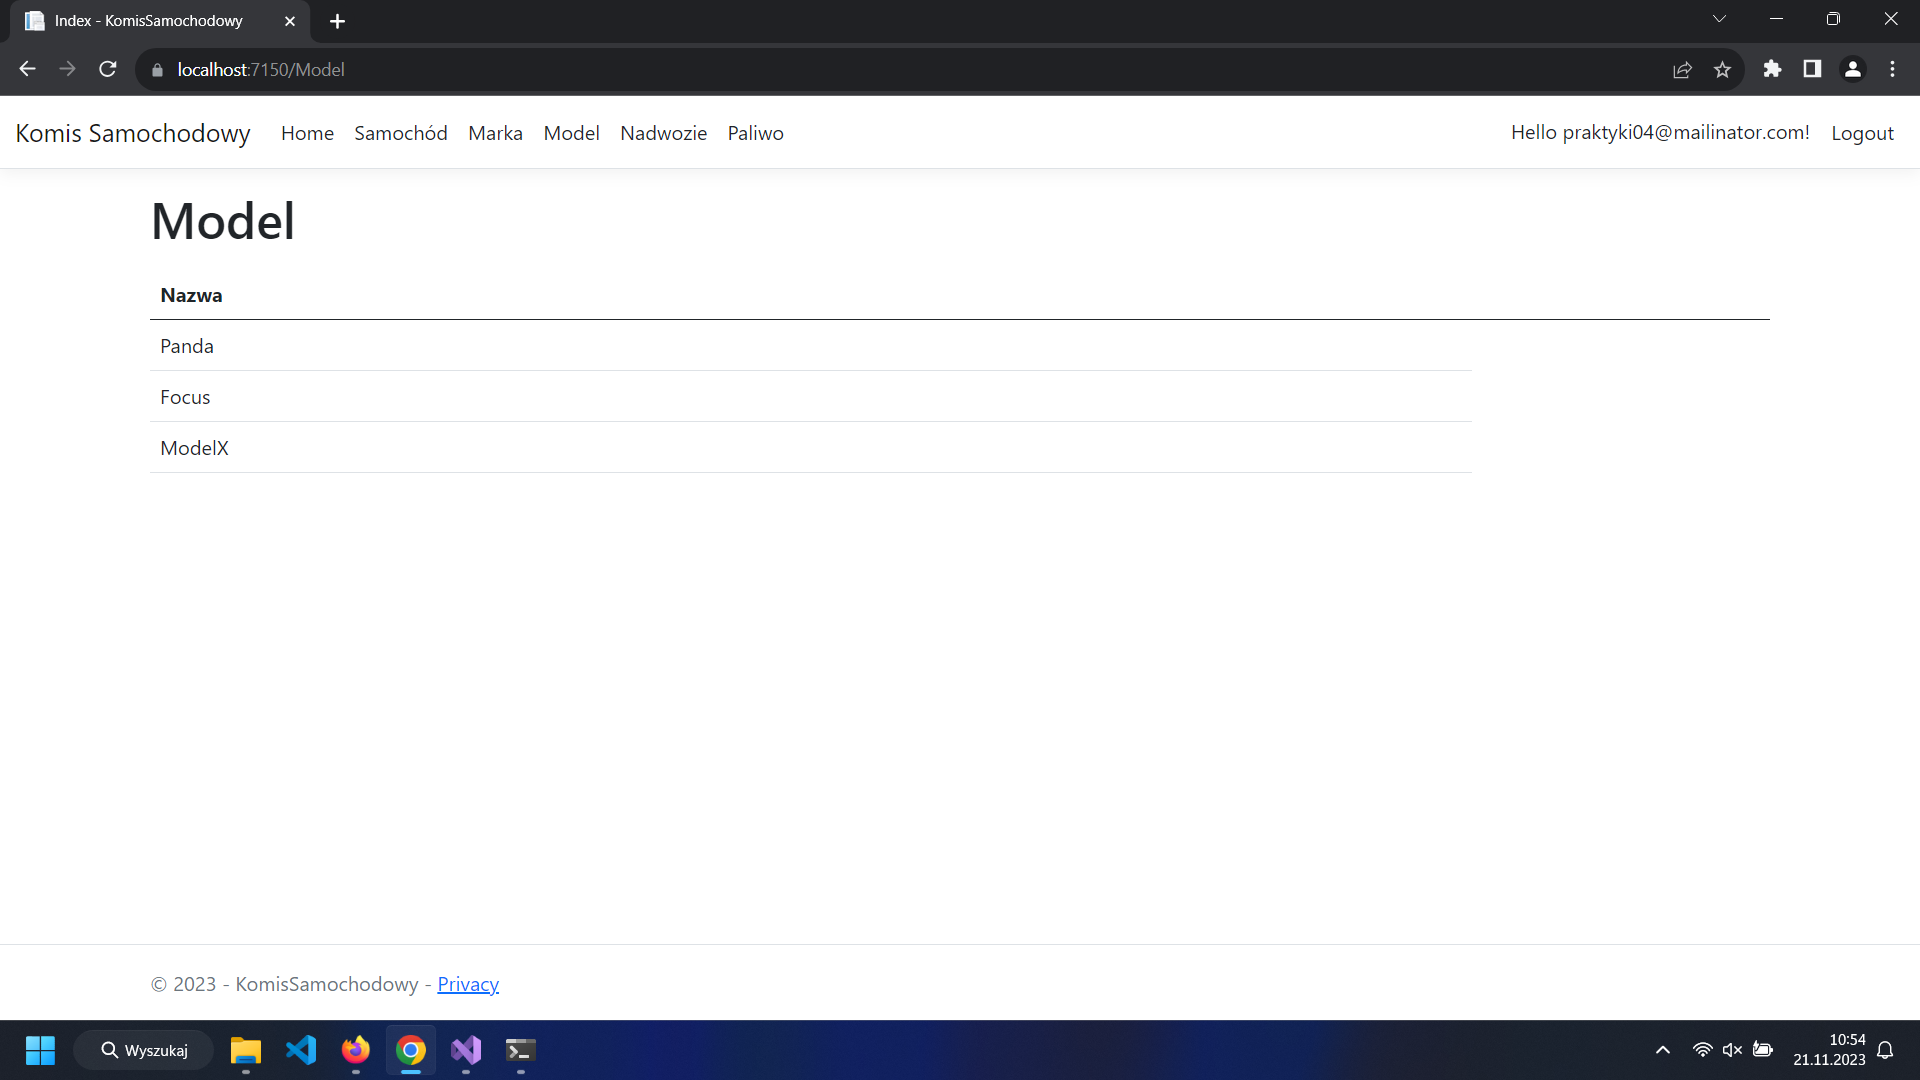 Index - KomisSamochodowy
localhost:7150/Model
Komis Samochodowy Home Samochód Marka Model Nadwozie Paliwo Hello praktyki04@mailinator.com! Logout
Model
Nazwa
Panda
Focus
ModelX
© 2023 - KomisSamochodowy - Privacy
Wyszukaj
10:54
21.11.2023